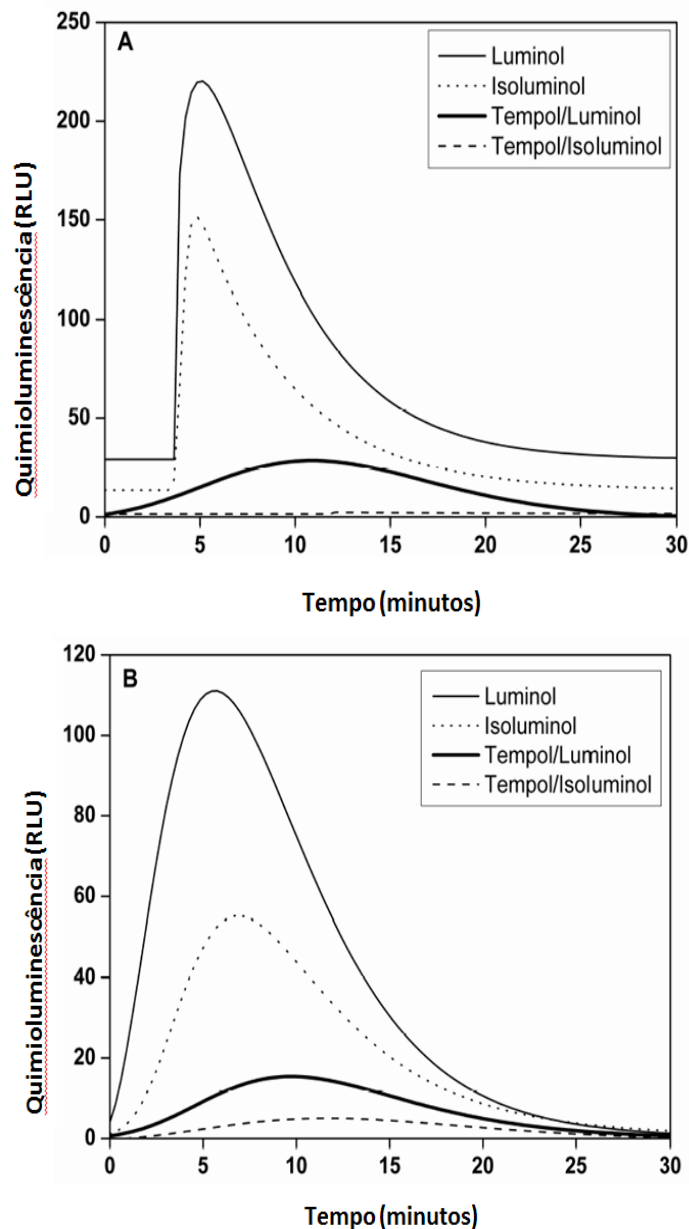 A
250
200
150
100
50
0
Quimioluminescência (RLU)
Luminol
Isoluminol
Tempol/Luminol
Tempol/Isoluminol
0 5 10 15 20 25 30
Tempo (minutos)
B
120
100
80
60
40
20
0
Quimioluminescência (RLU)
Luminol
Isoluminol
Tempol/Luminol
Tempol/Isoluminol
0 5 10 15 20 25 30
Tempo (minutos)